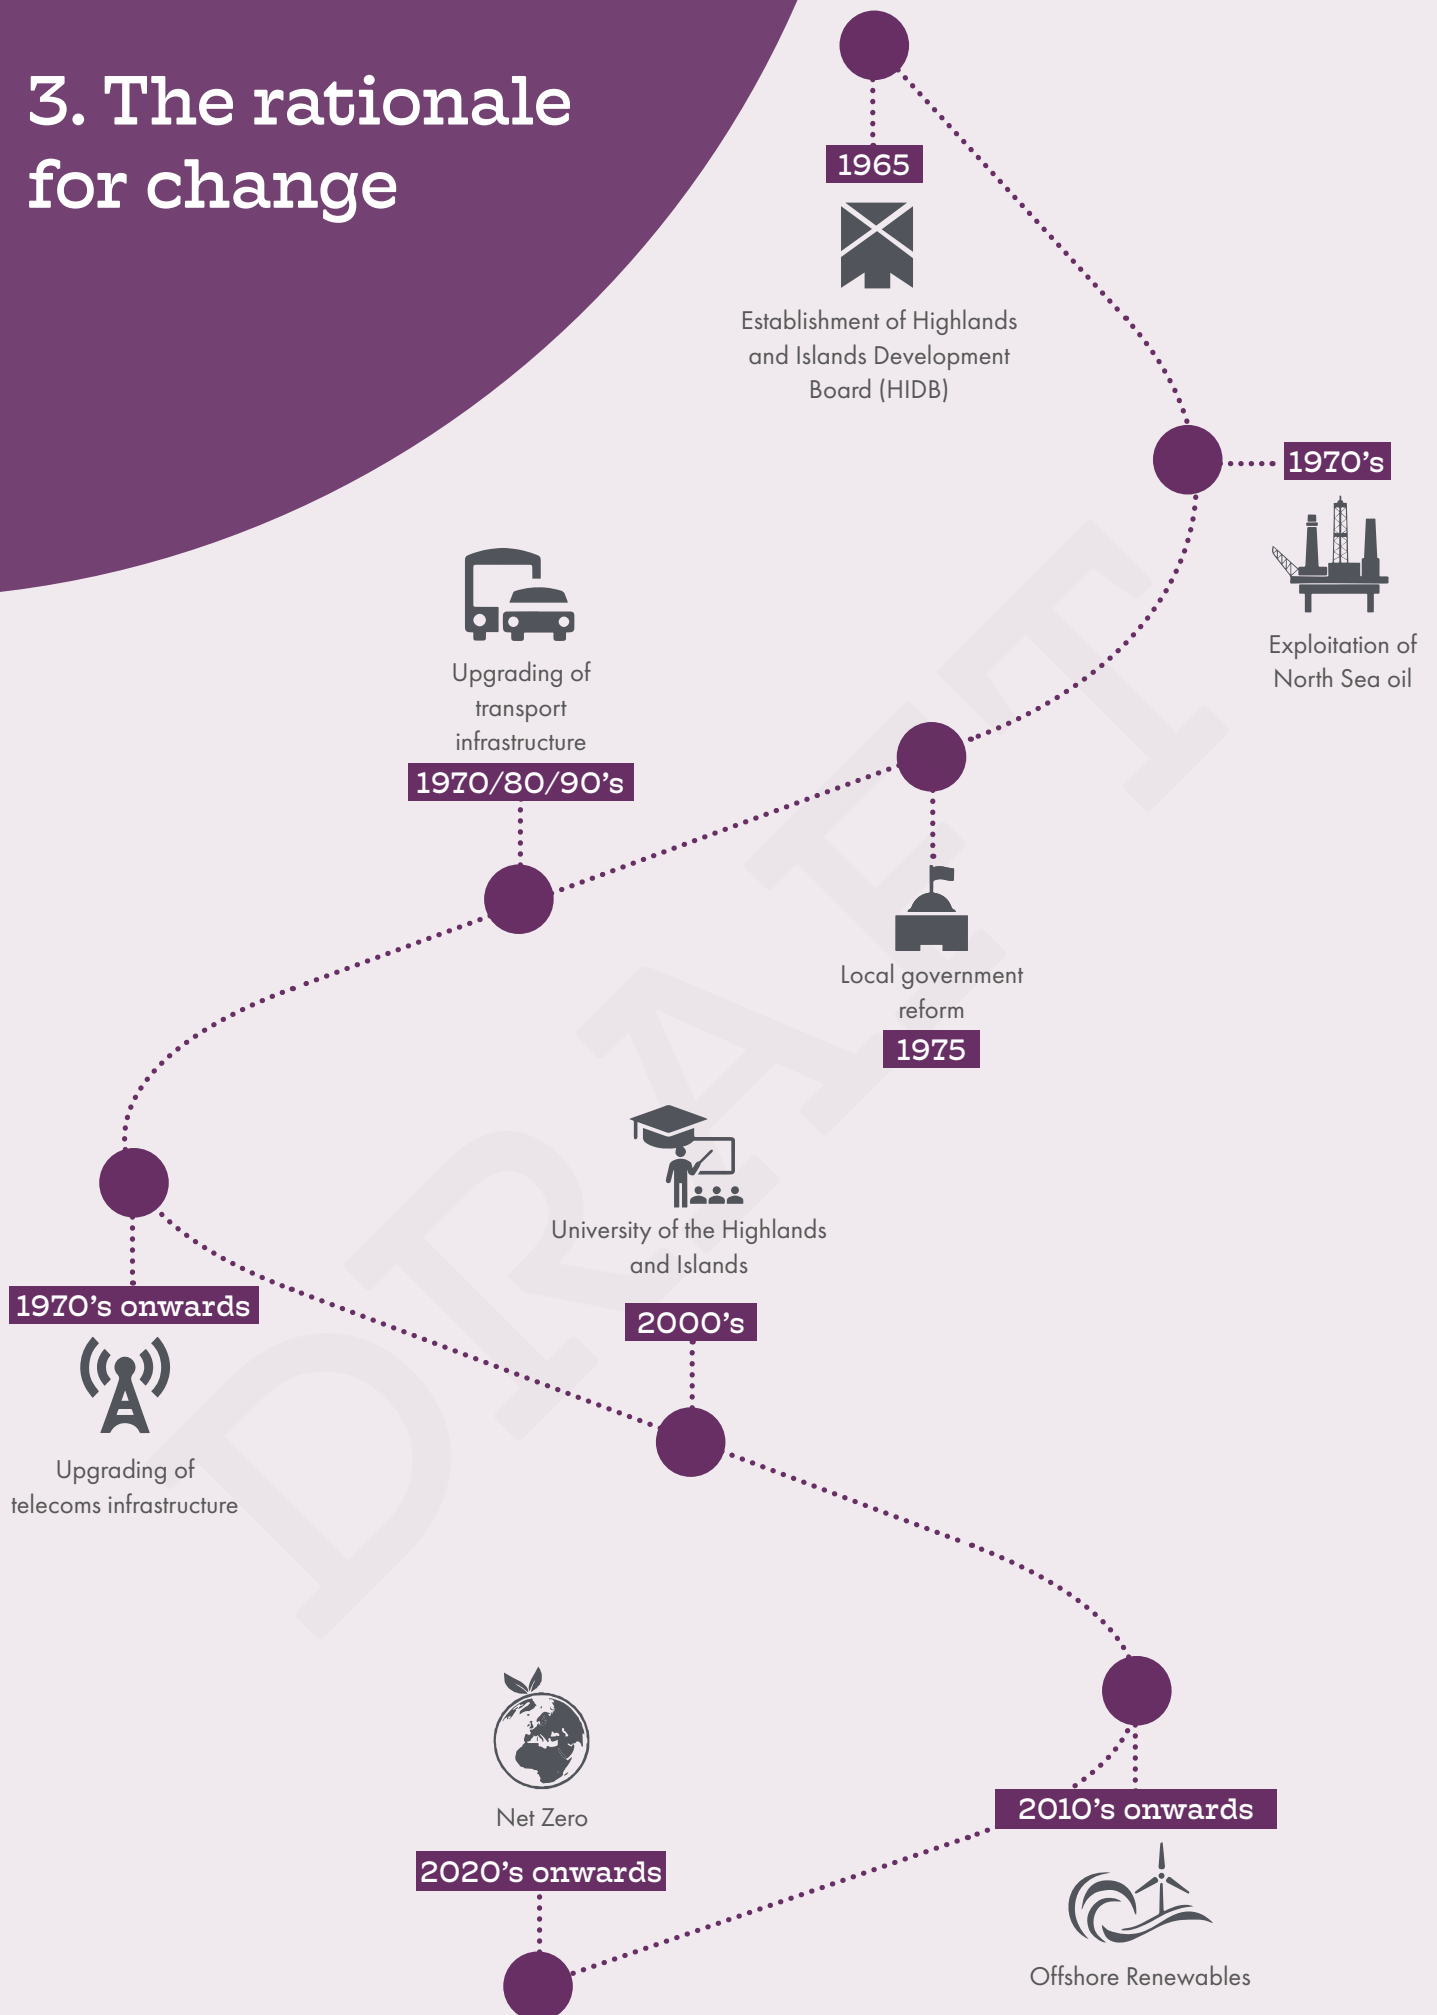 3. The rationale
for change
1965
Establishment of Highlands
and Islands Development
Board (HIDB)
1970's
Exploitation of
North Sea oil
Upgrading of
transport
infrastructure
1970/80/90's
Local government
reform
1975
1970's onwards
Upgrading of
telecoms infrastructure
University of the Highlands
and Islands
2000's
2010's onwards
Offshore Renewables
Net Zero
2020's onwards
DRAFT